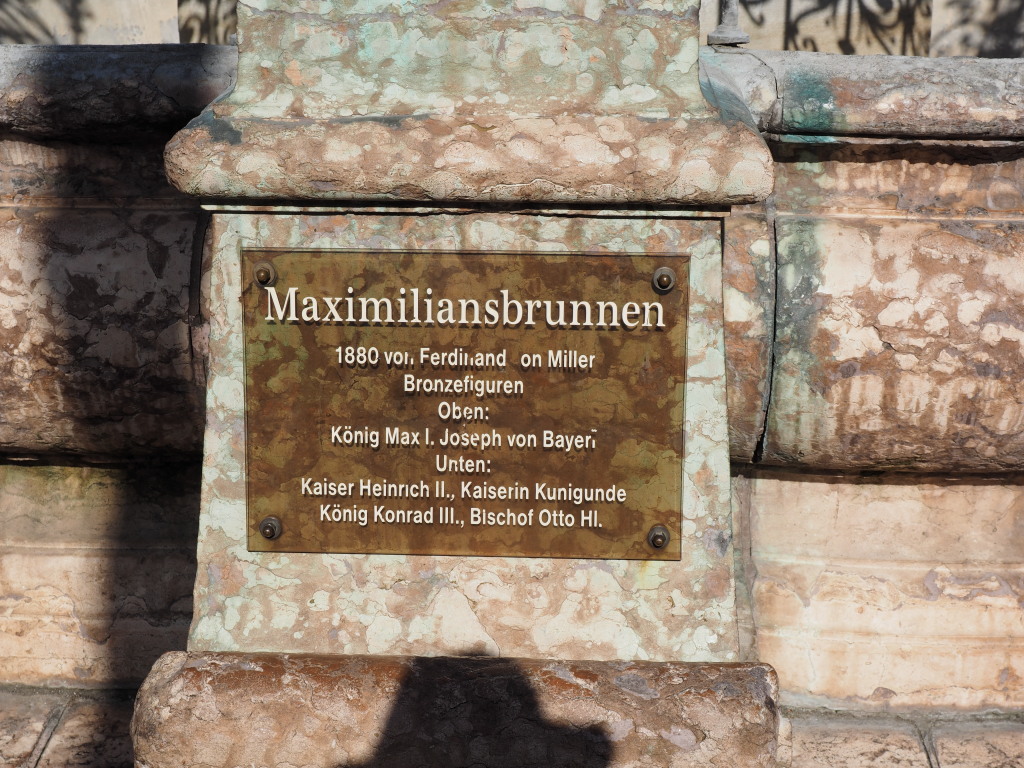 Maximiliansbrunnen
1880 von Ferdinand on Miller
Bronzefiguren
Oben:
König Max I. Joseph von Bayern
Unten:
Kaiser Heinrich II., Kaiserin Kunigunde
König Konrad III., Bischof Otto Hl.